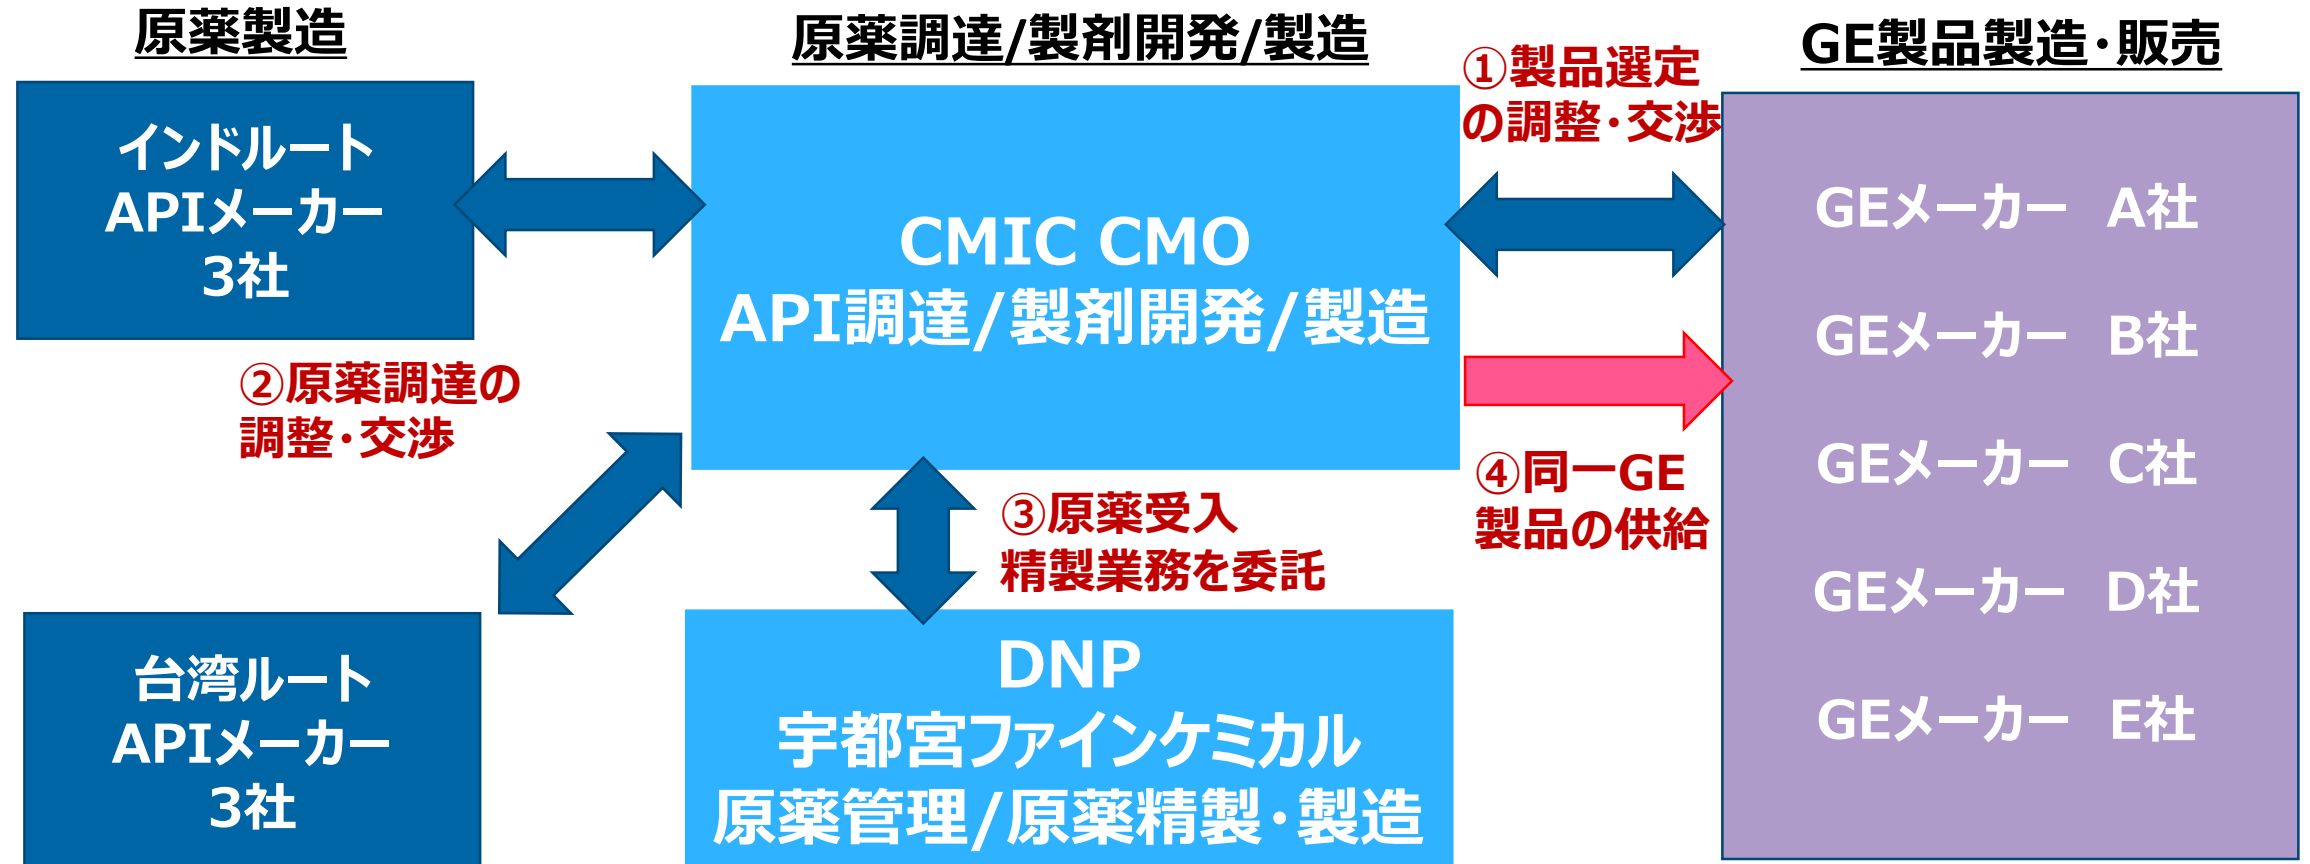 原薬製造
原薬調達/製剤開発/製造
GE製品製造・販売
インドルート
APIメーカー
3社
②原薬調達の
調整・交渉
台湾ルート
APIメーカー
3社
CMIC CMO
API調達/製剤開発/製造
③原薬受入
精製業務を委託
DNP
宇都宮ファインケミカル
原薬管理/原薬精製・製造
①製品選定
の調整・交渉
④同一GE
製品の供給
GEメーカー A社
GEメーカー B社
GEメーカー C社
GEメーカー D社
GEメーカー E社